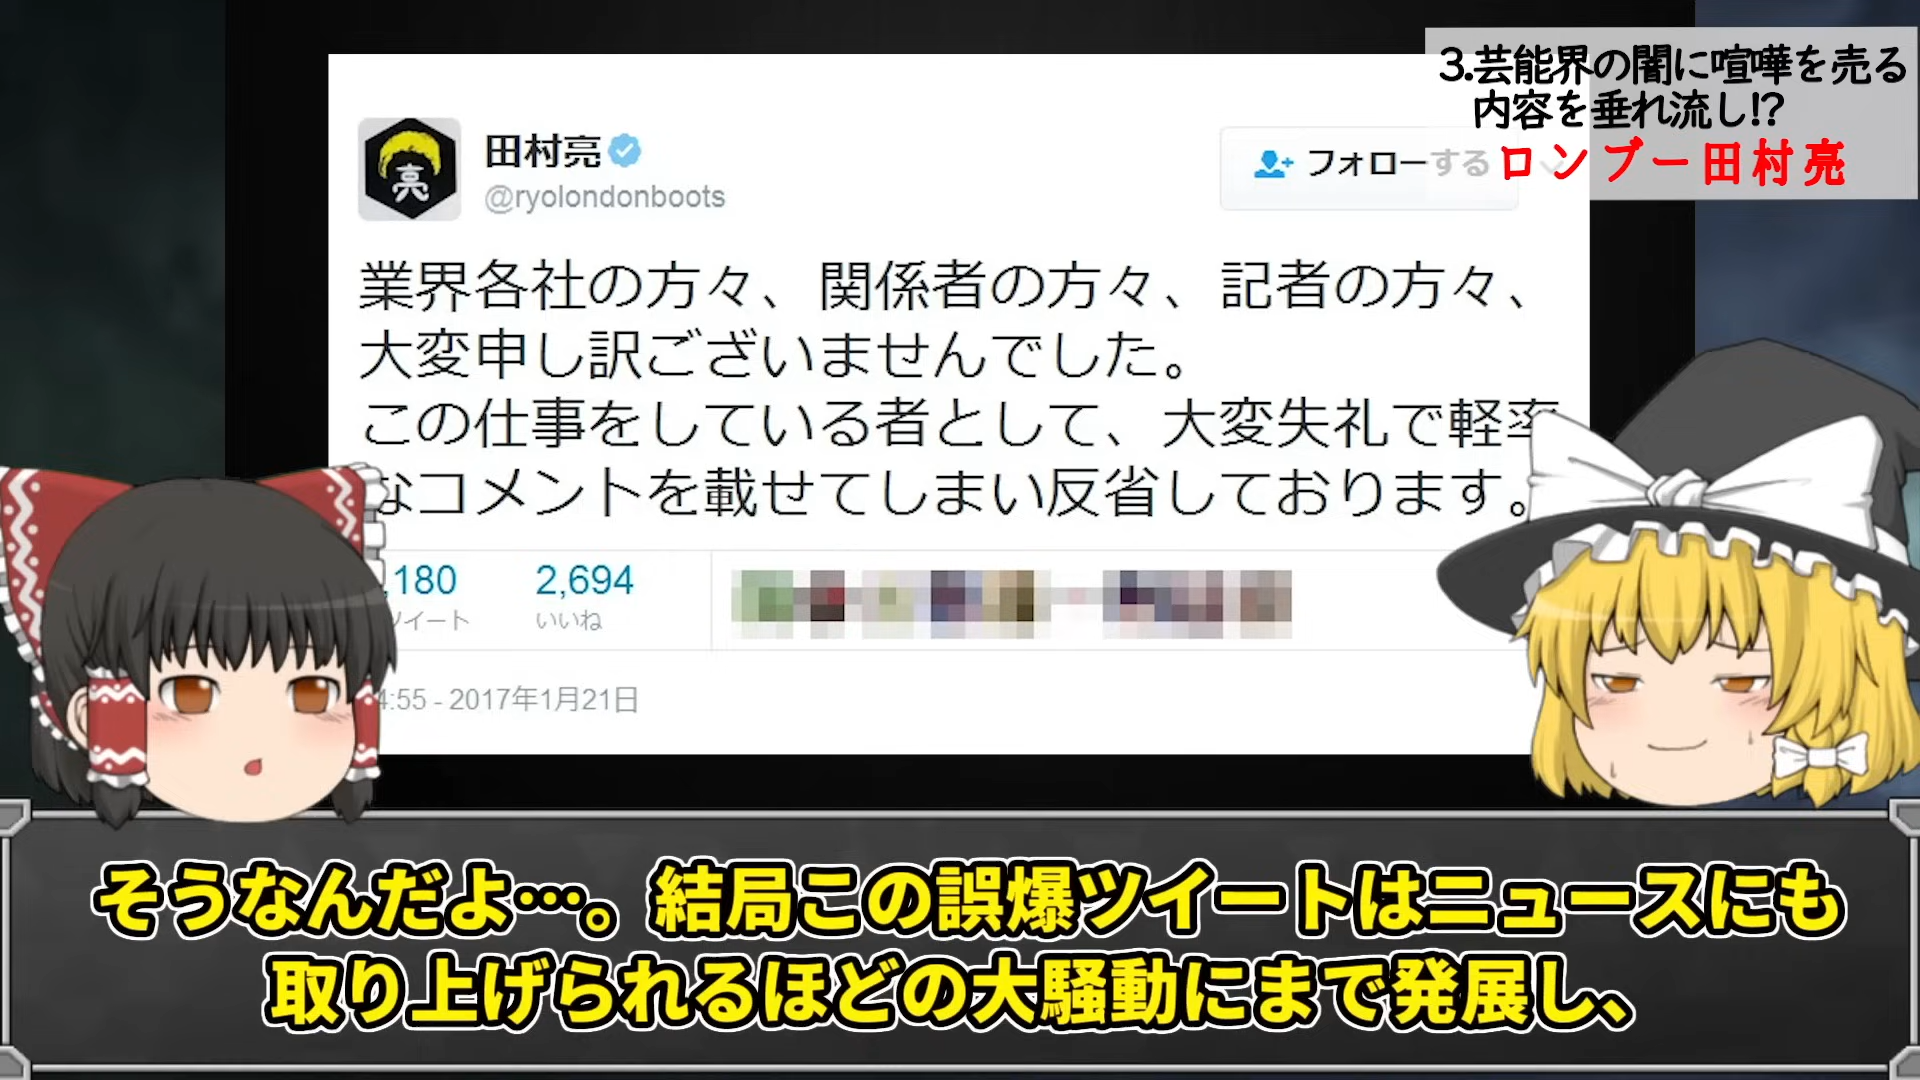 3.芸能界の闇に喧嘩を売る
内容を垂れ流し!?
ロンブー田村亮
亮
田村亮
@ryolondonboots
フォローする
業界各社の方々、関係者の方々、記者の方々、
大変申し訳ございませんでした。
この仕事をしている者として、大変失礼で軽率
なコメントを載せてしまい反省しております。
,180
ツイート
2,694
いいね
4:55 - 2017年1月21日
そうなんだよ…。結局この誤爆ツイートはニュースにも
取り上げられるほどの大騒動にまで発展し、